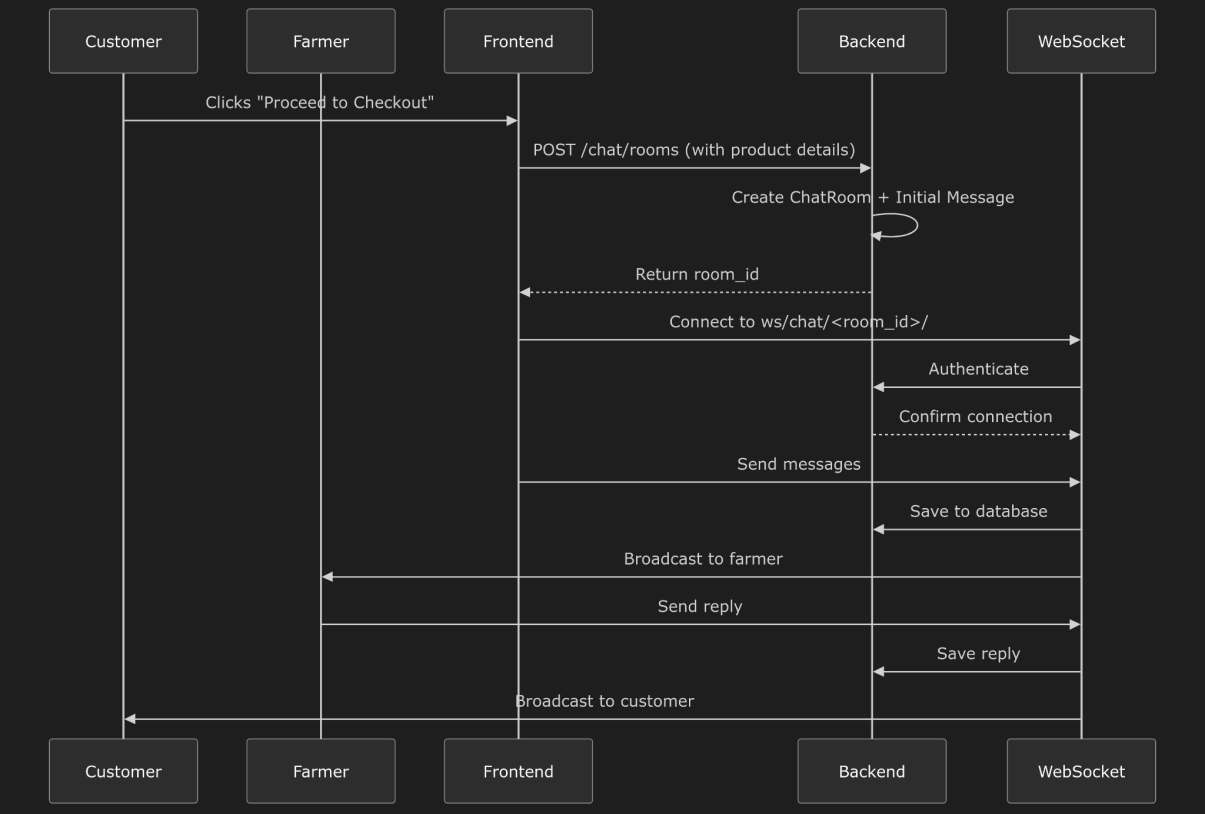 Customer
Farmer
Frontend
Backend
WebSocket
Clicks "Proceed to Checkout"
POST /chat/rooms (with product details)
Create ChatRoom + Initial Message
Return room_id
Connect to ws/chat/<room_id>/
Authenticate
Confirm connection
Send messages
Save to database
Broadcast to farmer
Send reply
Save reply
Broadcast to customer
Customer
Farmer
Frontend
Backend
WebSocket